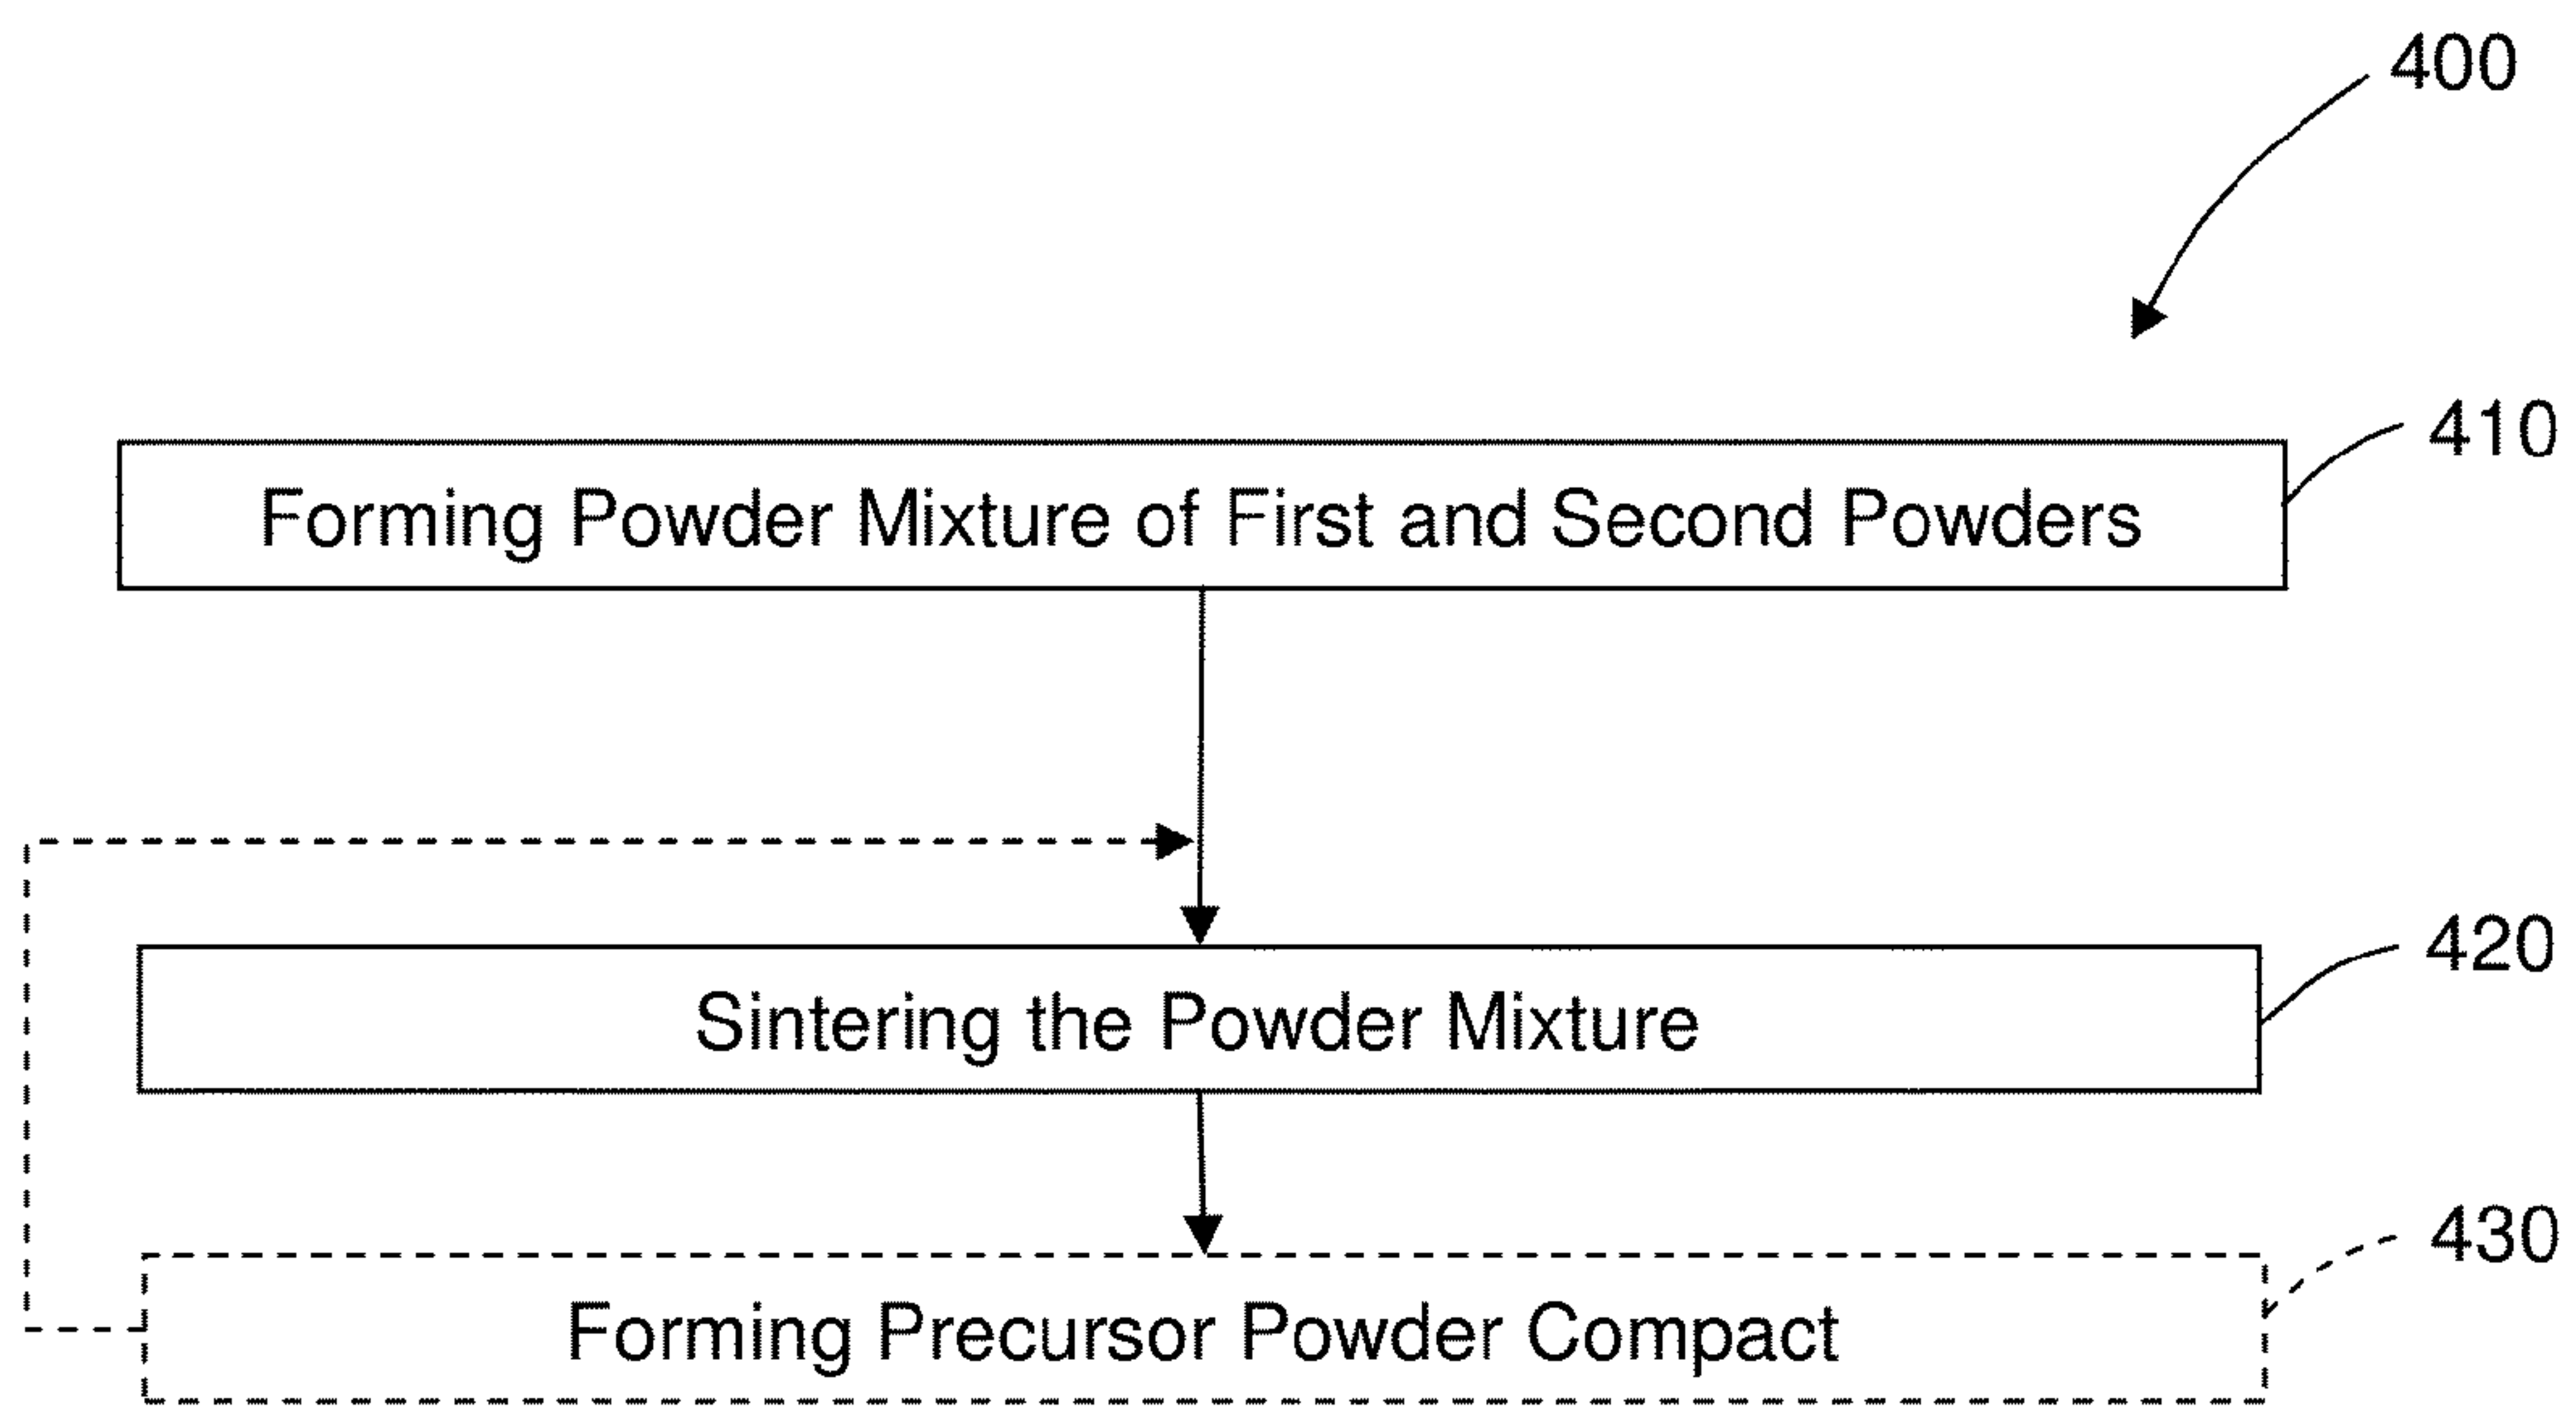 400
410
Forming Powder Mixture of First and Second Powders
420
Sintering the Powder Mixture
430
Forming Precursor Powder Compact